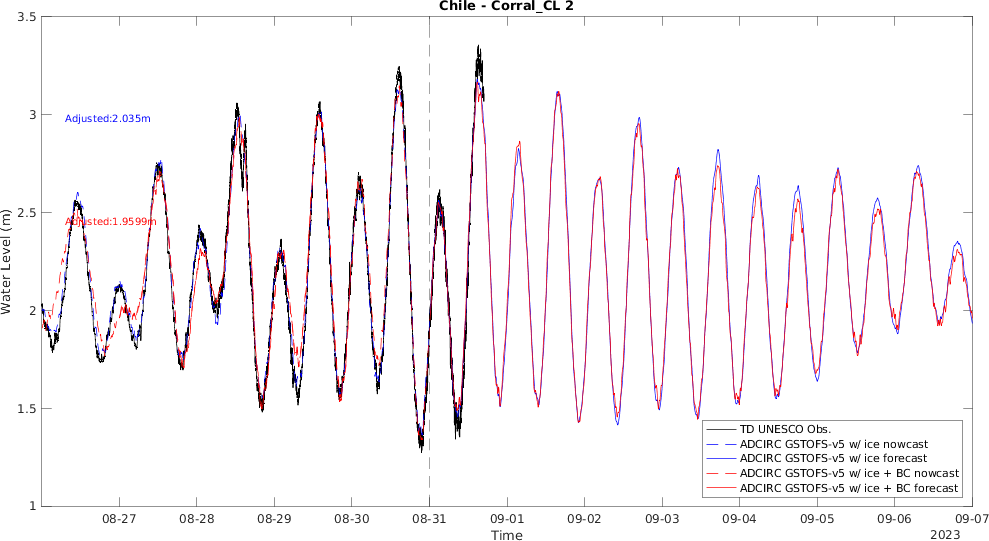 Chile - Corral_CL 2
Water Level (m)
3.5
3
2.5
2
1.5
1
Adjusted:2.035m
Adjusted:1.9599m
TD UNESCO Obs.
ADCIRC GSTOFS-v5 w/ ice nowcast
ADCIRC GSTOFS-v5 w/ ice forecast
ADCIRC GSTOFS-v5 w/ ice + BC nowcast
ADCIRC GSTOFS-v5 w/ ice + BC forecast
08-27 08-28 08-29 08-30 08-31 09-01 09-02 09-03 09-04 09-05 09-06 09-07
Time
2023